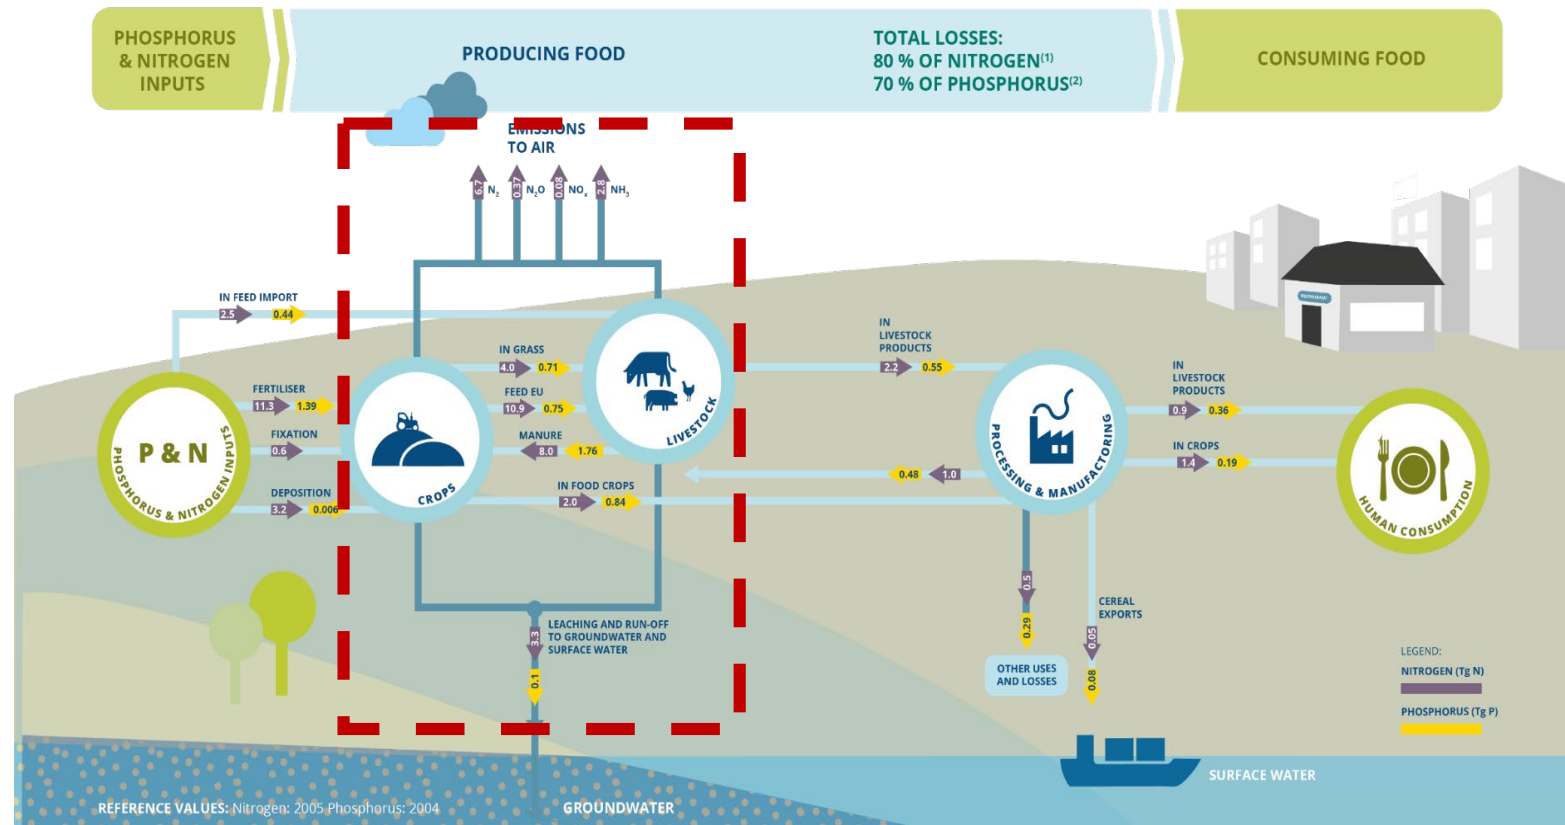 PHOSPHORUS
& NITROGEN
INPUTS
PRODUCING FOOD
TOTAL LOSSES:
80 % OF NITROGEN(1)
70 % OF PHOSPHORUS(2)
CONSUMING FOOD
EMISSIONS
TO AIR
6.7 N2
0.37 N2O
0.08 NOx
2.8 NH3
IN FEED IMPORT
2.5 0.44
FERTILISER
11.3 1.39
FIXATION
0.6
DEPOSITION
3.2 0.006
P & N
PHOSPHORUS & NITROGEN INPUTS
CROPS
IN GRASS
4.0 0.71
FEED EU
10.9 0.75
MANURE
8.0 1.76
IN FOOD CROPS
2.0 0.84
LIVESTOCK
IN
LIVESTOCK
PRODUCTS
2.2 0.55
0.48 1.0
PROCESSING & MANUFACTORING
IN
LIVESTOCK
PRODUCTS
0.9 0.36
IN CROPS
1.4 0.19
HUMAN CONSUMPTION
RESTAURANT
LEACHING AND RUN-OFF
TO GROUNDWATER AND
SURFACE WATER
3.3
0.1
0.5
0.29
OTHER USES
AND LOSSES
CEREAL
EXPORTS
0.05
0.08
LEGEND:
NITROGEN (Tg N)
PHOSPHORUS (Tg P)
SURFACE WATER
GROUNDWATER
REFERENCE VALUES: Nitrogen: 2005 Phosphorus: 2004